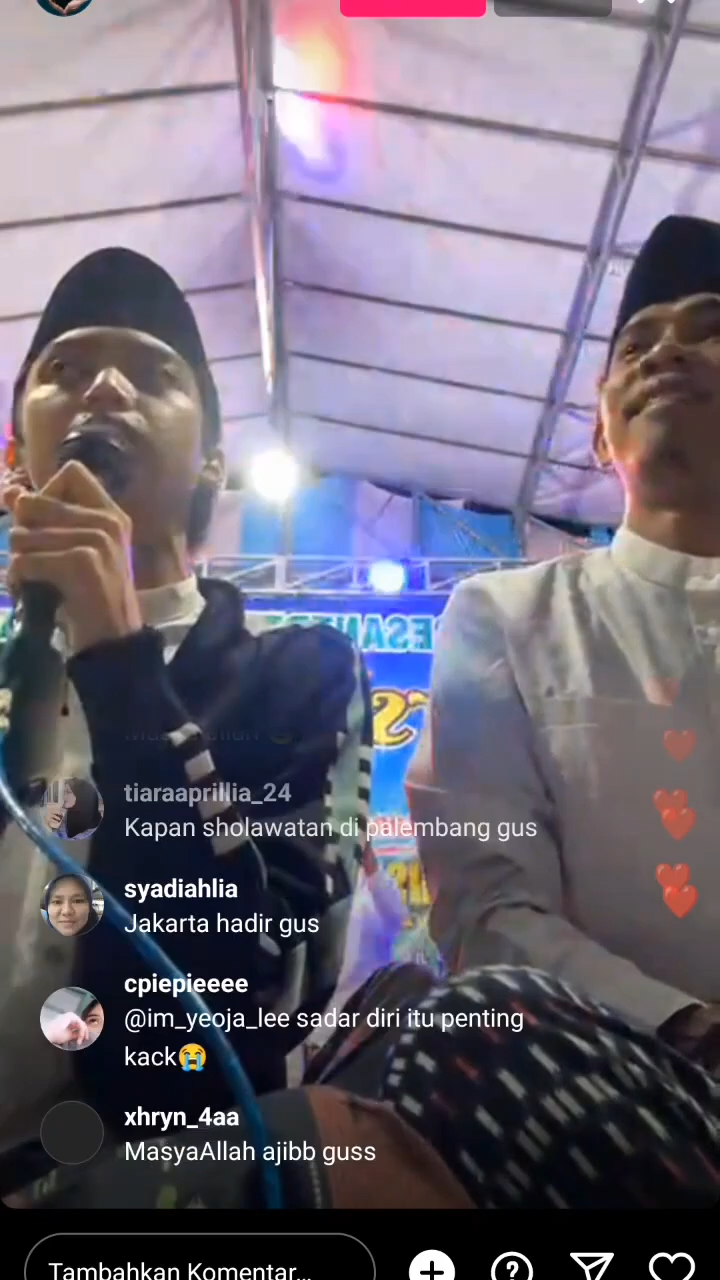 ESANTRE
tiaraaprillia_24
Kapan sholawatan di palembang gus
syadiahlia
Jakarta hadir gus
cpiepieeee
@im_yeoja_lee sadar diri itu penting
kack😭
xhryn_4aa
MasyaAllah ajibb guss
Tambahkan Komentar...